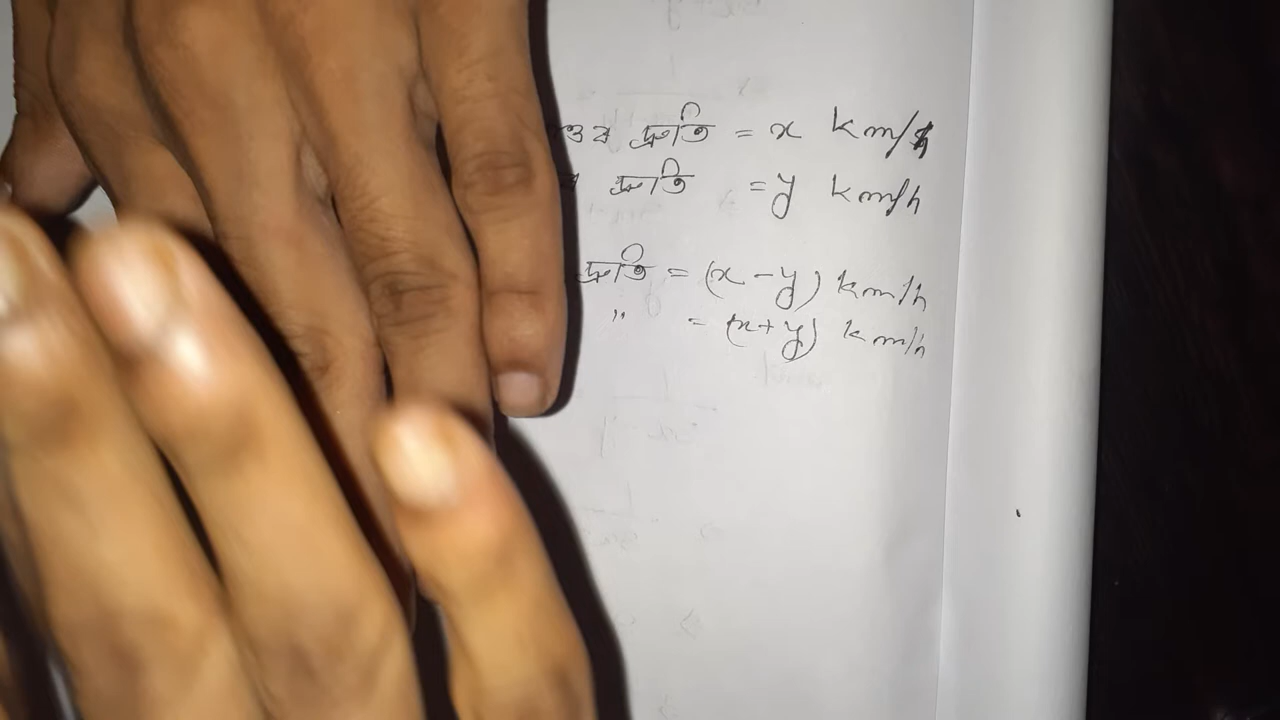 দ্রুতি = x km/h
দ্রুতি = y km/h
দ্রুতি = (x - y) km/h
" = (x + y) km/h